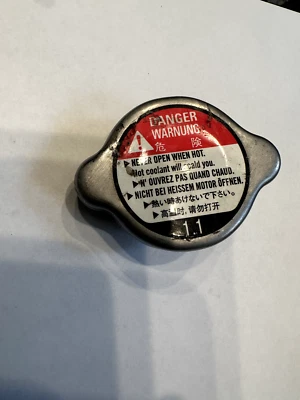 DANGER
WARNUNG
危 険
▶NEVER OPEN WHEN HOT.
Hot coolant will scald you.
▶N' OUVREZ PAS QUAND CHAUD.
▶NICHT BEI HEISSEM MOTOR ÖFFNEN.
▶熱い時あけないで下さい。
▶高温时,请勿打开
1.1